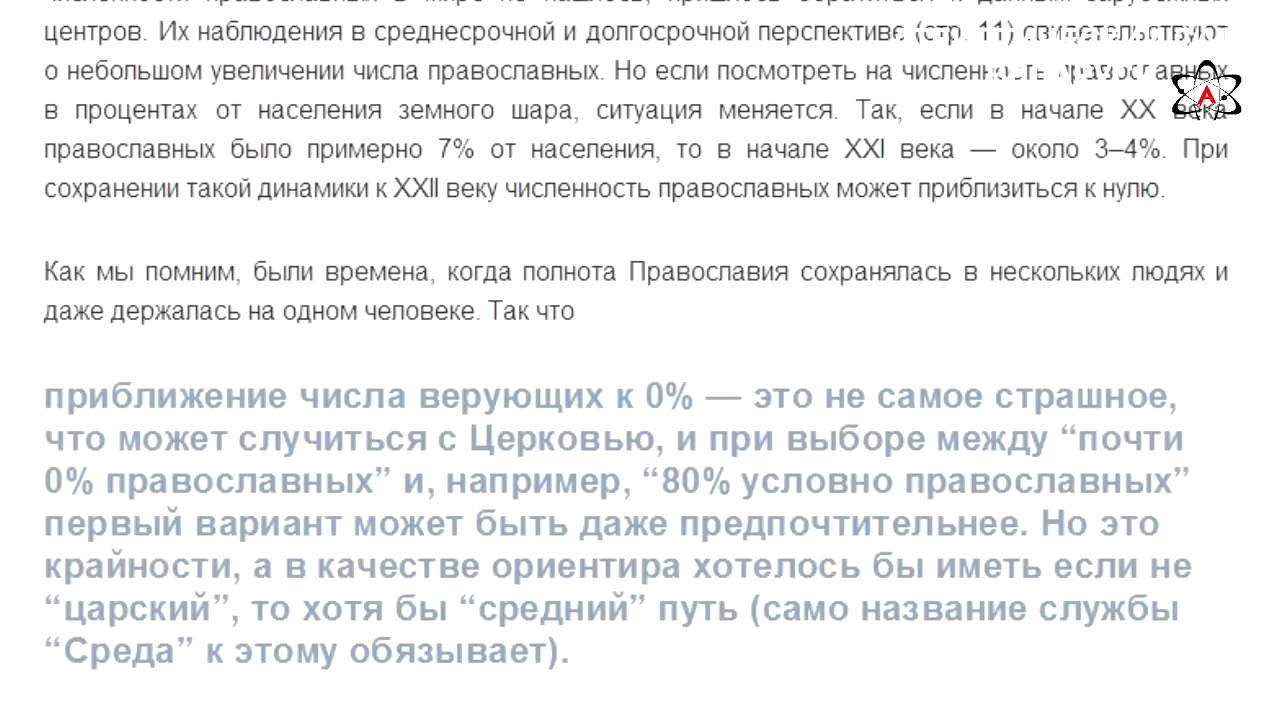 центров. Их наблюдения в среднесрочной и долгосрочной перспективе (стр. 11) свидетельствуют
о небольшом увеличении числа православных. Но если посмотреть на численность православных
в процентах от населения земного шара, ситуация меняется. Так, если в начале XX века
православных было примерно 7% от населения, то в начале XXI века — около 3–4%. При
сохранении такой динамики к XXII веку численность православных может приблизиться к нулю.
Как мы помним, были времена, когда полнота Православия сохранялась в нескольких людях и
даже держалась на одном человеке. Так что
приближение числа верующих к 0% — это не самое страшное,
что может случиться с Церковью, и при выборе между “почти
0% православных” и, например, “80% условно православных”
первый вариант может быть даже предпочтительнее. Но это
крайности, а в качестве ориентира хотелось бы иметь если не
“царский”, то хотя бы “средний” путь (само название службы
“Среда” к этому обязывает).
A